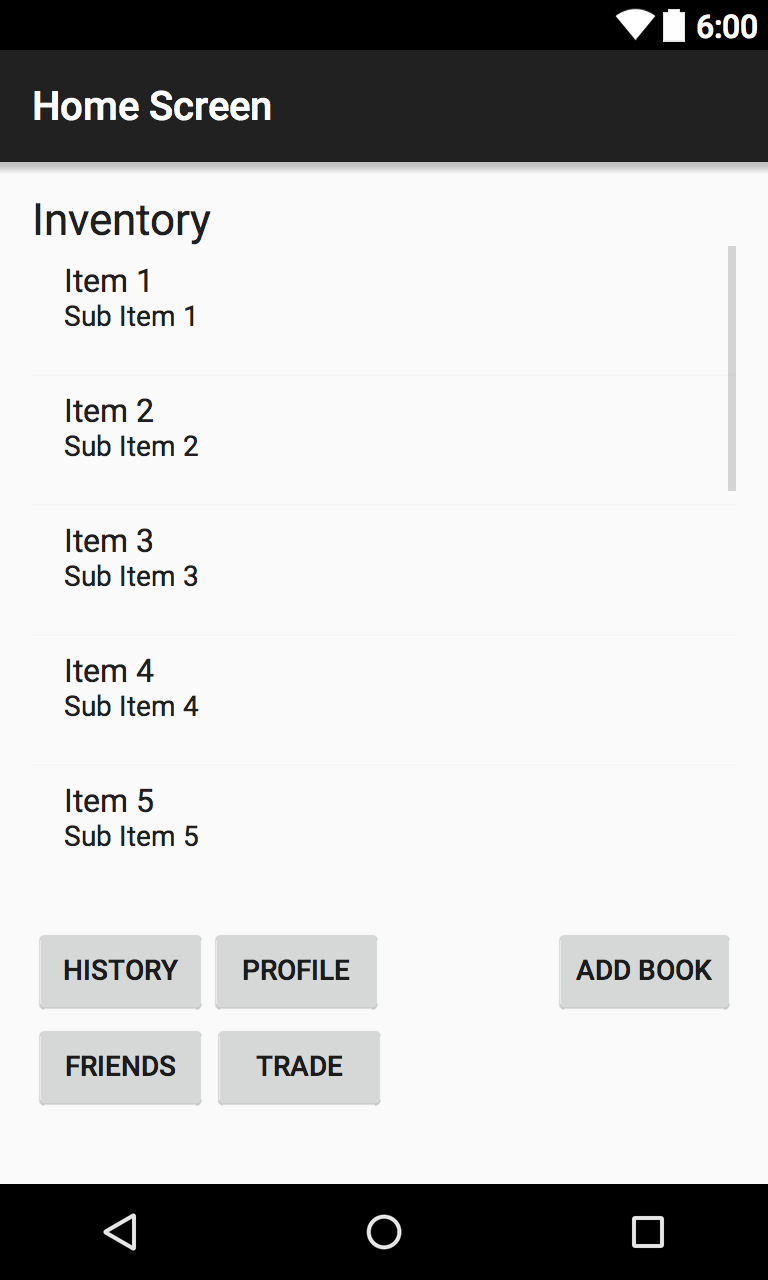 6:00
Home Screen
Inventory
Item 1
Sub Item 1
Item 2
Sub Item 2
Item 3
Sub Item 3
Item 4
Sub Item 4
Item 5
Sub Item 5
HISTORY PROFILE ADD BOOK
FRIENDS TRADE